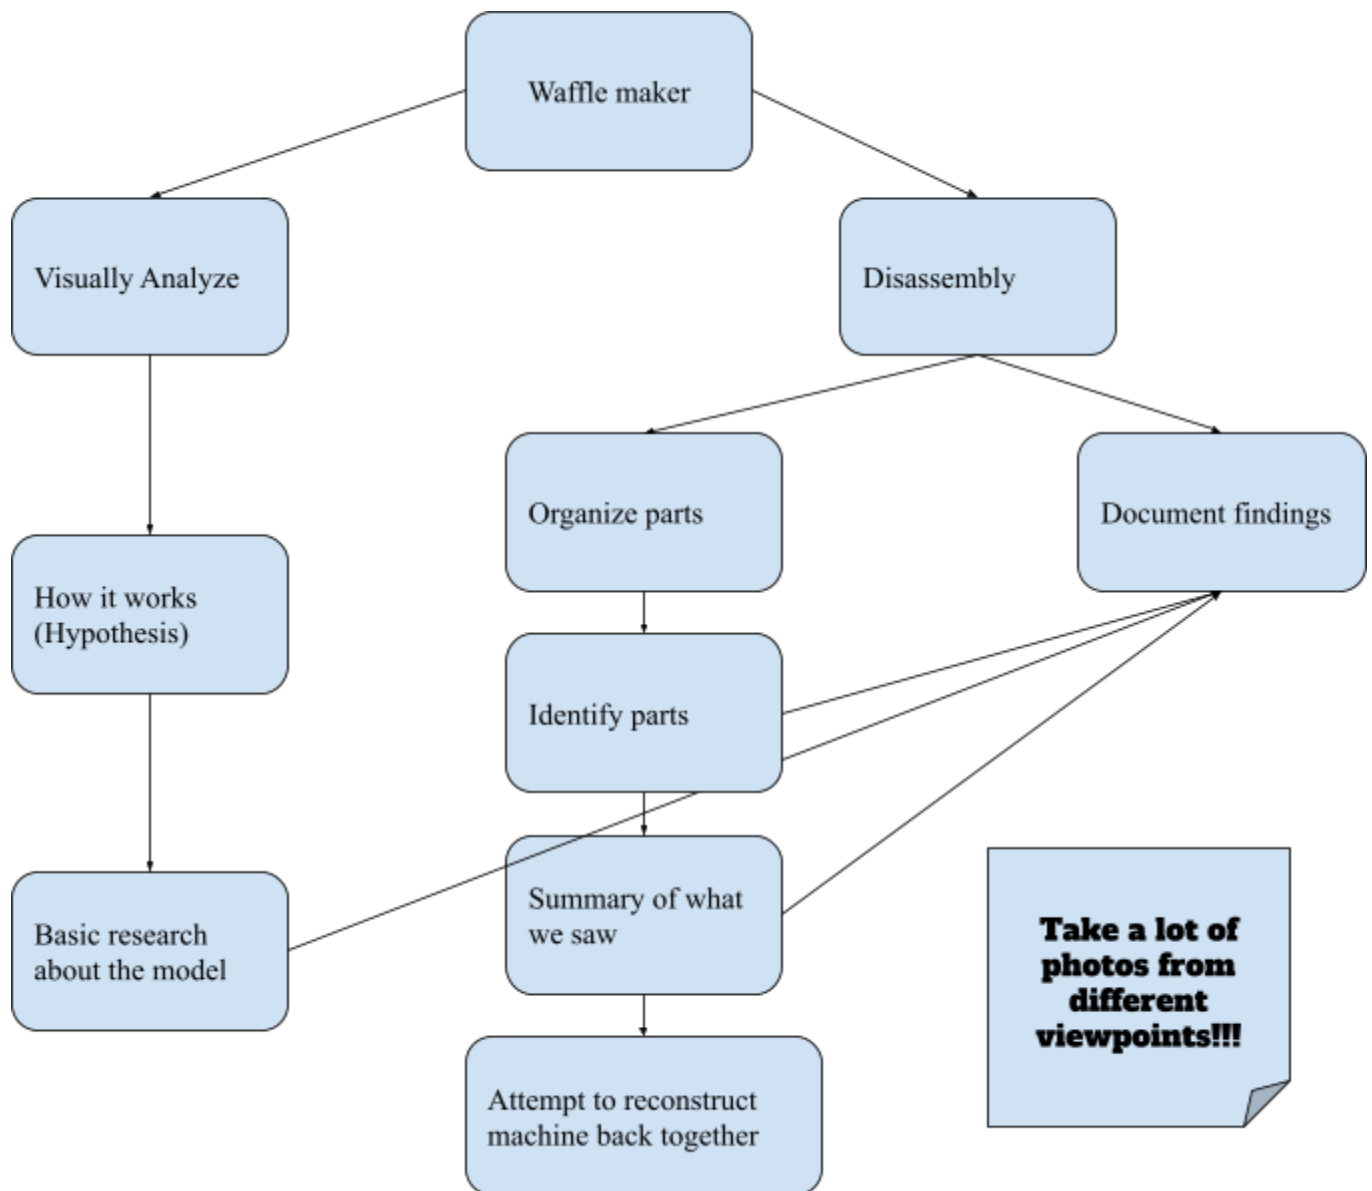 Waffle maker
Visually Analyze
Disassembly
Organize parts
Document findings
How it works
(Hypothesis)
Identify parts
Basic research
about the model
Summary of what
we saw
Take a lot of
photos from
different
viewpoints!!!
Attempt to reconstruct
machine back together